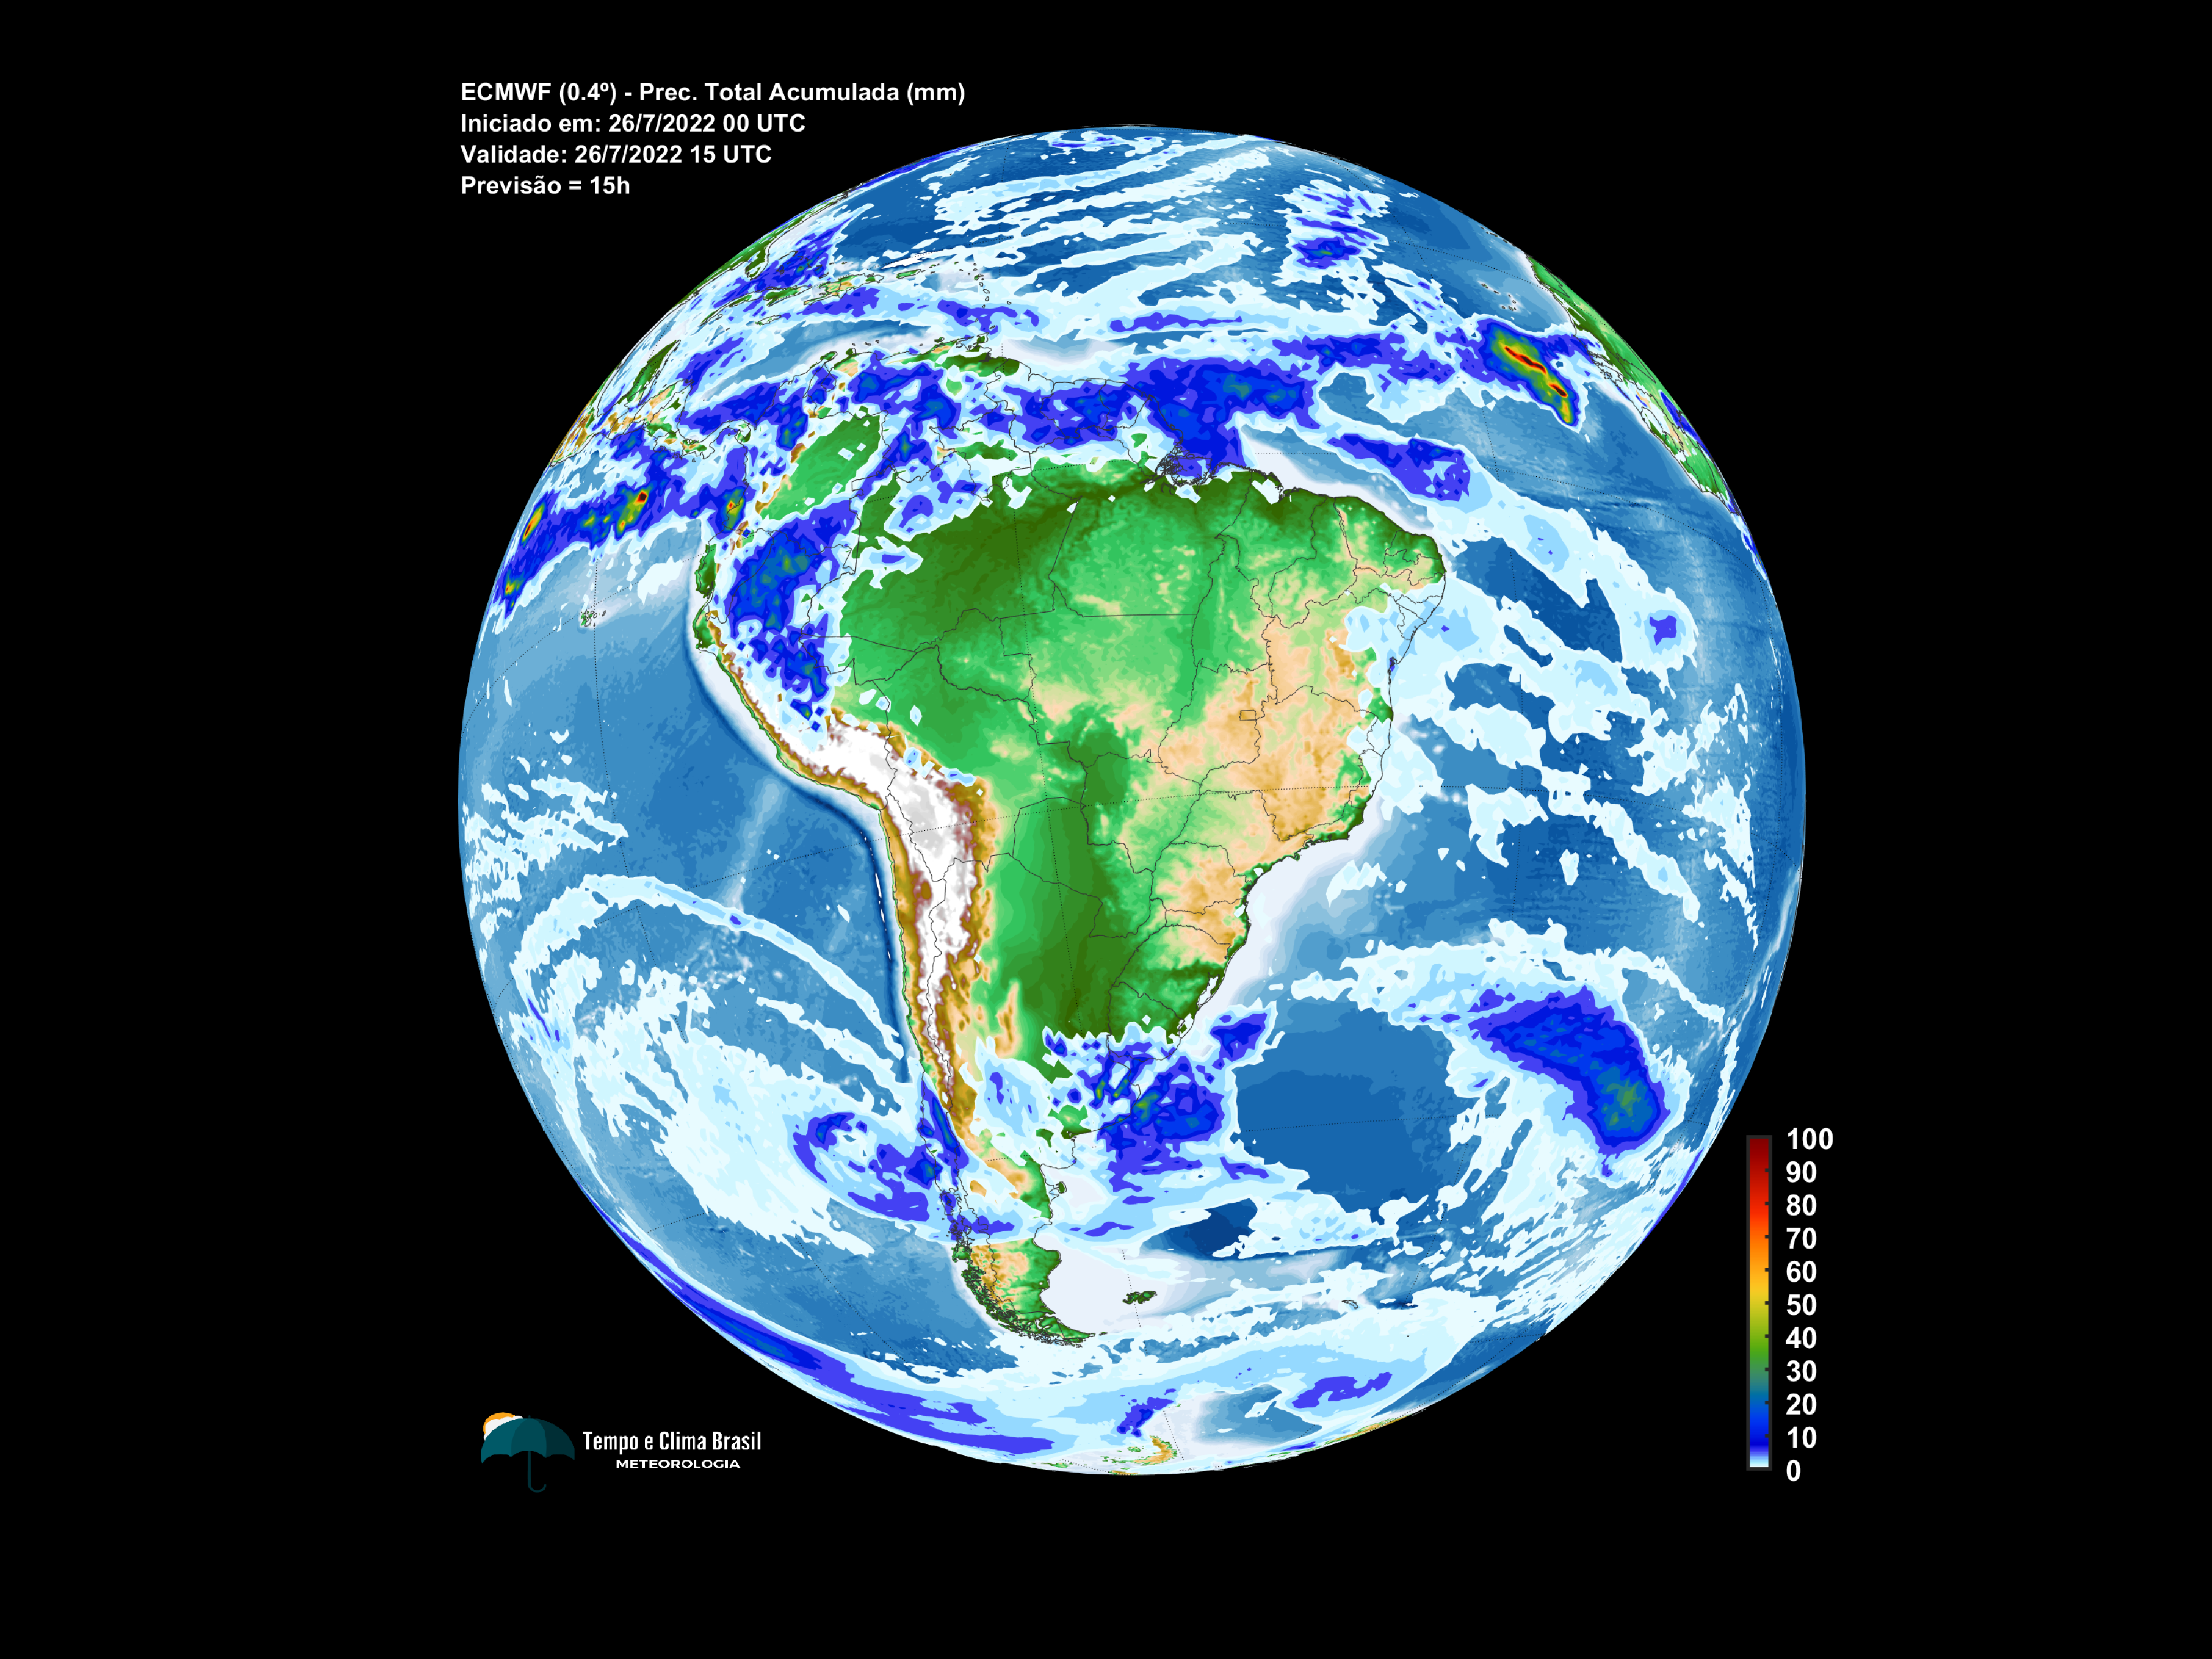 ECMWF (0.4º) - Prec. Total Acumulada (mm)
Iniciado em: 26/7/2022 00 UTC
Validade: 26/7/2022 15 UTC
Previsão = 15h
100
90
80
70
60
50
40
30
20
10
0
Tempo e Clima Brasil
METEOROLOGIA